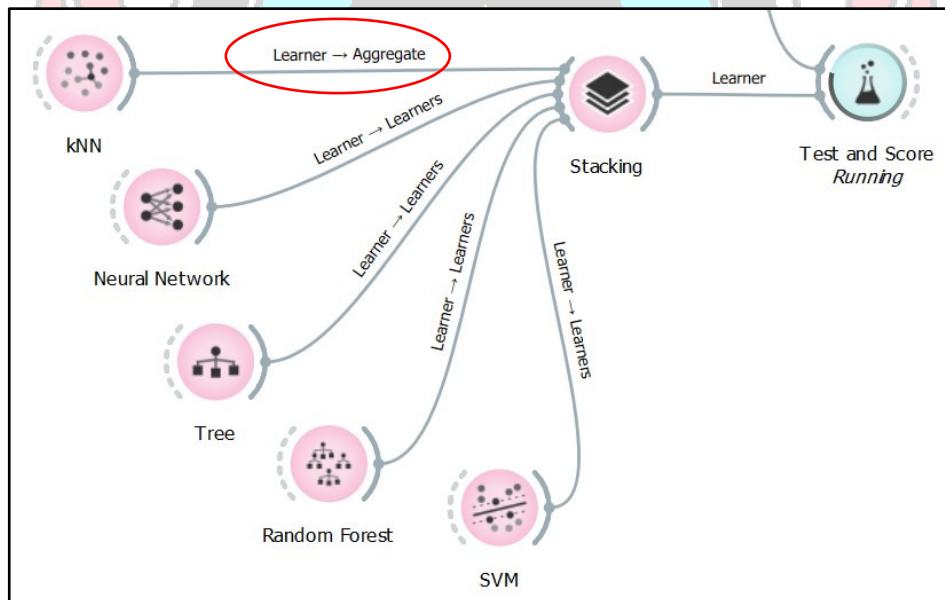 Learner → Aggregate
kNN
Learner → Learners
Neural Network
Learner → Learners
Tree
Learner → Learners
Random Forest
Learner → Learners
SVM
Stacking
Learner
Test and Score
Running